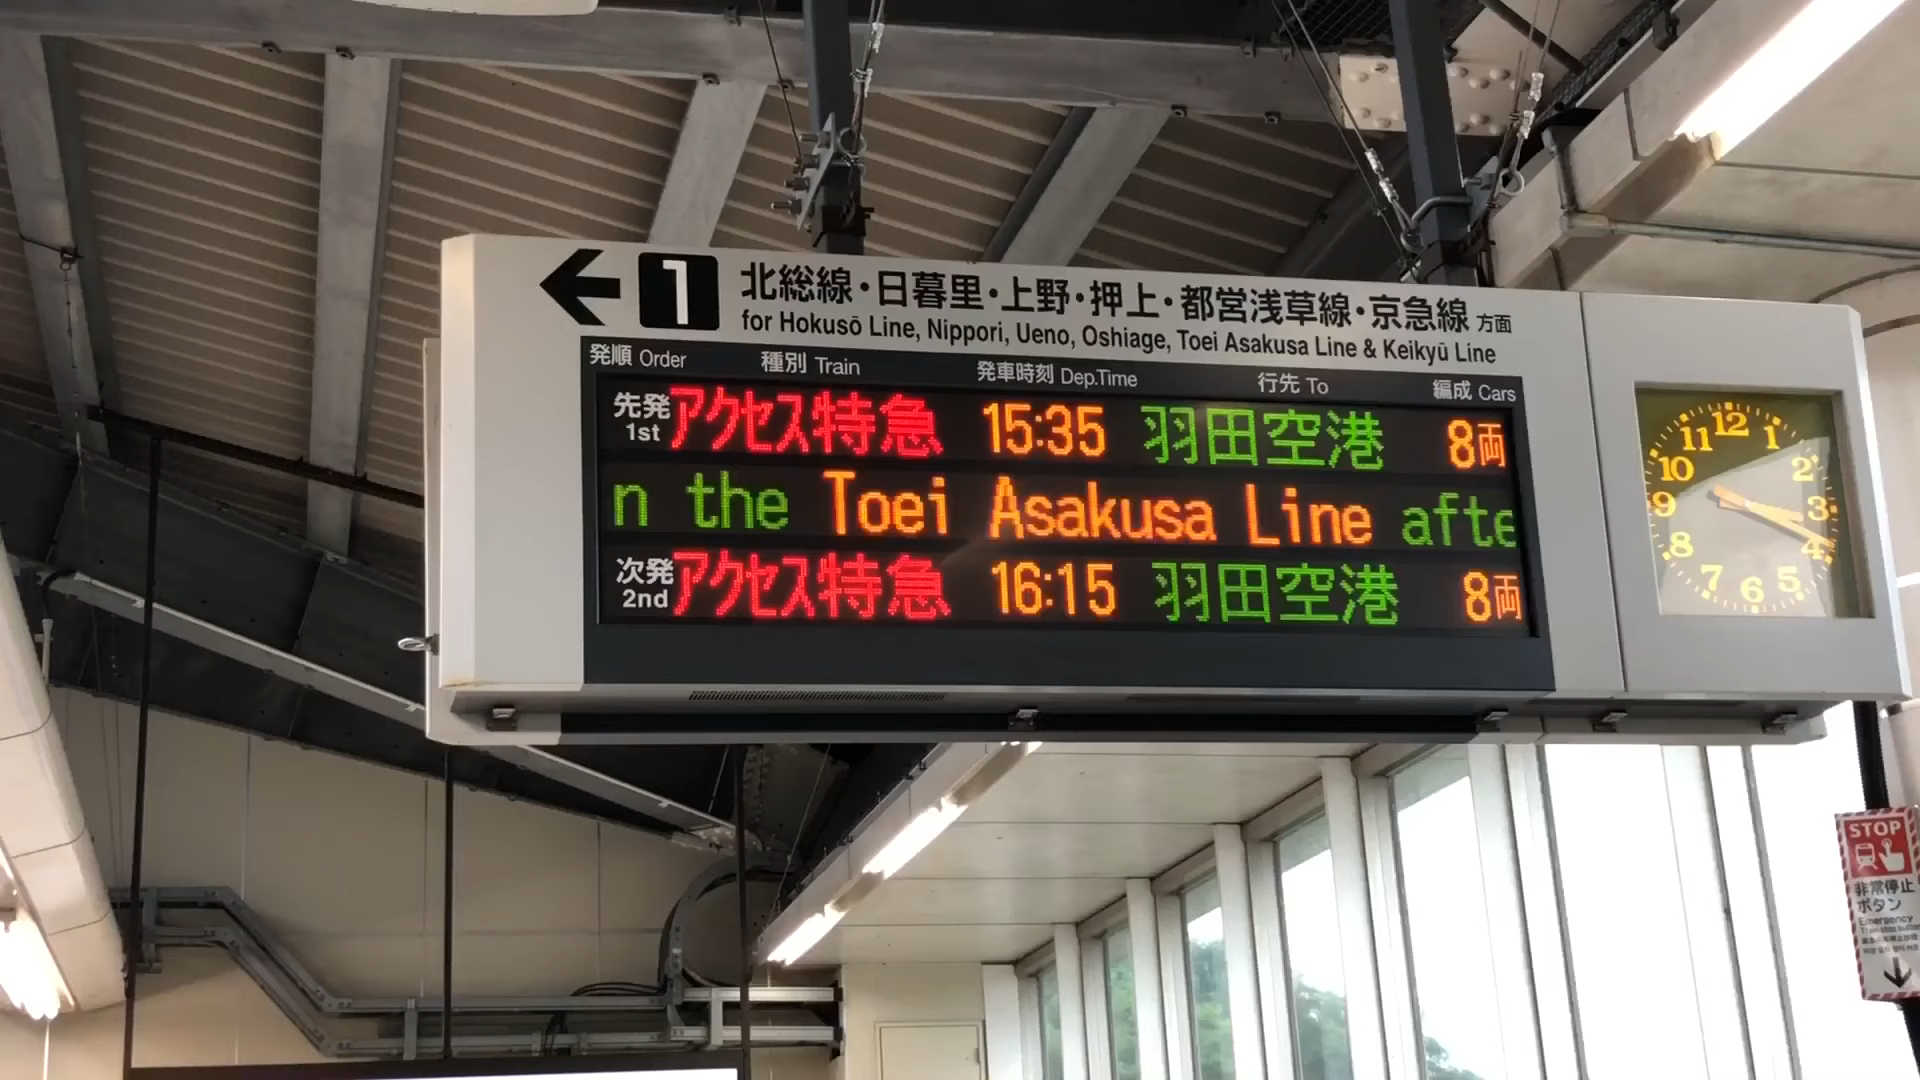 1 北総線・日暮里・上野・押上・都営浅草線・京急線 方面
for Hokusō Line, Nippori, Ueno, Oshiage, Toei Asakusa Line & Keikyū Line
発順 Order 種別 Train 発車時刻 Dep.Time 行先 To 編成 Cars
先発 1st アクセス特急 15:35 羽田空港 8両
n the Toei Asakusa Line afte
次発 2nd アクセス特急 16:15 羽田空港 8両
12 1 2 3 4 5 6 7 8 9 10 11
STOP
非常停止
ボタン
Emergency